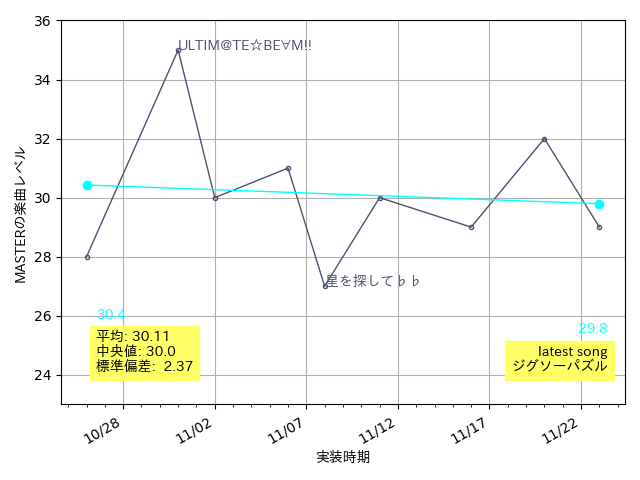 36
34
32
30
28
26
24
MASTERの楽曲レベル
ULTIM@TE☆BE∀M!!
星を探して♭♭
30.4
平均: 30.11
中央値: 30.0
標準偏差: 2.37
29.8
latest song
ジグソーパズル
10/28
11/02
11/07
11/12
11/17
11/22
実装時期